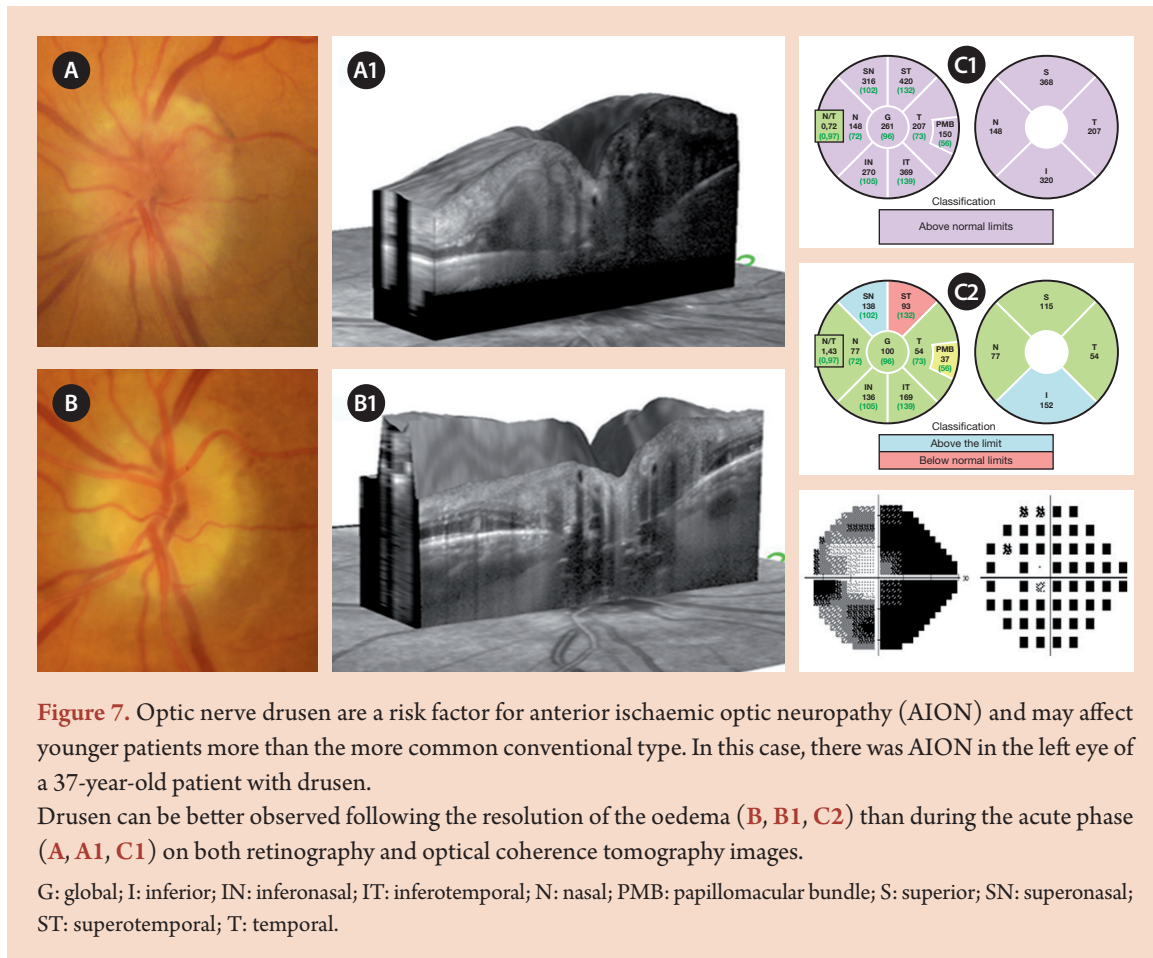 A
A1
C1
SN
316
(102)
ST
420
(132)
N/T
0,72
(0,97)
N
148
(72)
G
261
(96)
T
207
(73)
PMB
150
(56)
IN
270
(105)
IT
369
(139)
S
368
N
148
T
207
I
320
Classification
Above normal limits
C2
SN
138
(102)
ST
93
(132)
N/T
1,43
(0,97)
N
77
(72)
G
100
(96)
T
54
(73)
PMB
37
(56)
IN
136
(105)
IT
169
(139)
S
115
N
77
T
54
I
152
Classification
Above the limit
Below normal limits
B
B1
30
Figure 7. Optic nerve drusen are a risk factor for anterior ischaemic optic neuropathy (AION) and may affect
younger patients more than the more common conventional type. In this case, there was AION in the left eye of
a 37-year-old patient with drusen.
Drusen can be better observed following the resolution of the oedema (B, B1, C2) than during the acute phase
(A, A1, C1) on both retinography and optical coherence tomography images.
G: global; I: inferior; IN: inferonasal; IT: inferotemporal; N: nasal; PMB: papillomacular bundle; S: superior; SN: superonasal;
ST: superotemporal; T: temporal.